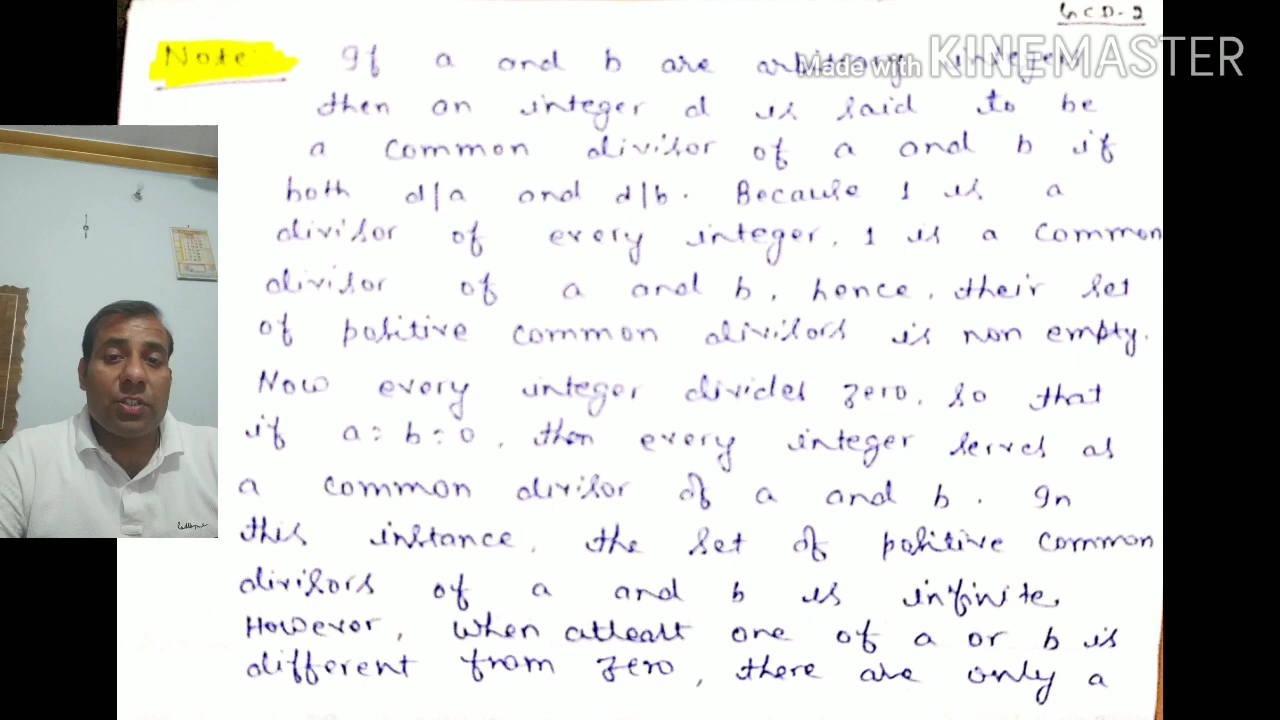 GCD-2
Made with KINEMASTER
Note If a and b are arbitrary integers
then an integer d is said to be
a common divisor of a and b if
both d|a and d|b. Because 1 is a
divisor of every integer, 1 is a common
divisor of a and b, hence, their set
of positive common divisors is non empty.
Now every integer divides zero, so that
if a = b = 0, then every integer serves as
a common divisor of a and b. In
this instance, the set of positive common
divisors of a and b is infinite.
However, when atleast one of a or b is
different from zero, there are only a